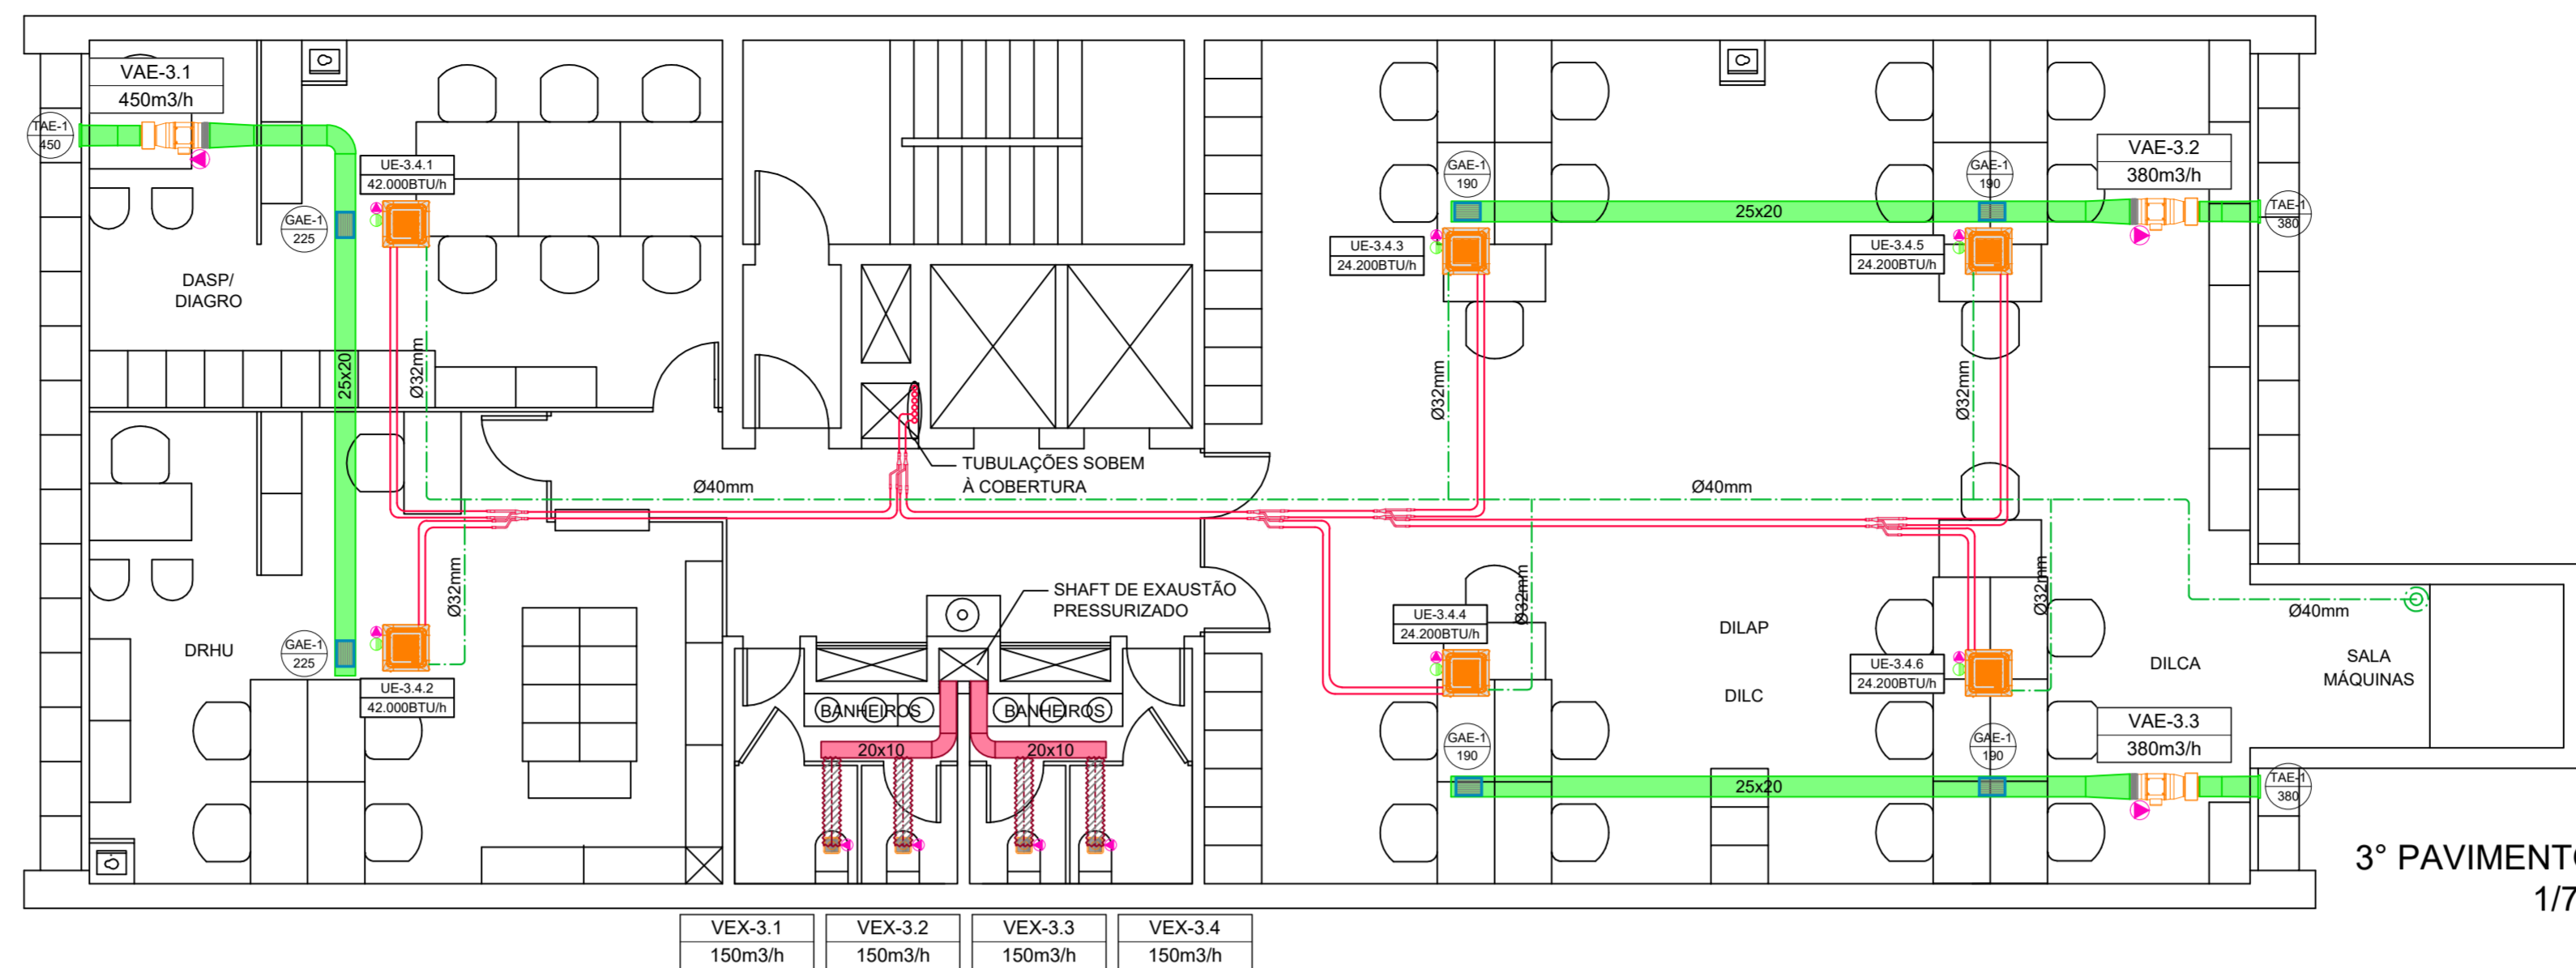 VAE-3.1
450m3/h
TAE-1
450
UE-3.4.1
42.000BTU/h
GAE-1
225
DASP/
DIAGRO
25x20
Ø32mm
GAE-1
190
GAE-1
190
VAE-3.2
380m3/h
TAE-1
380
25x20
UE-3.4.3
24.200BTU/h
UE-3.4.5
24.200BTU/h
Ø32mm
Ø32mm
TUBULAÇÕES SOBEM
À COBERTURA
Ø40mm
Ø40mm
Ø32mm
SHAFT DE EXAUSTÃO
PRESSURIZADO
Ø32mm
Ø32mm
Ø40mm
UE-3.4.4
24.200BTU/h
DILAP
DRHU
GAE-1
225
UE-3.4.2
42.000BTU/h
UE-3.4.6
24.200BTU/h
DILCA
SALA
MÁQUINAS
DILC
BANHEIROS
BANHEIROS
20x10
20x10
GAE-1
190
GAE-1
190
VAE-3.3
380m3/h
TAE-1
380
25x20
3° PAVIMENTO
1/7
VEX-3.1
150m3/h
VEX-3.2
150m3/h
VEX-3.3
150m3/h
VEX-3.4
150m3/h